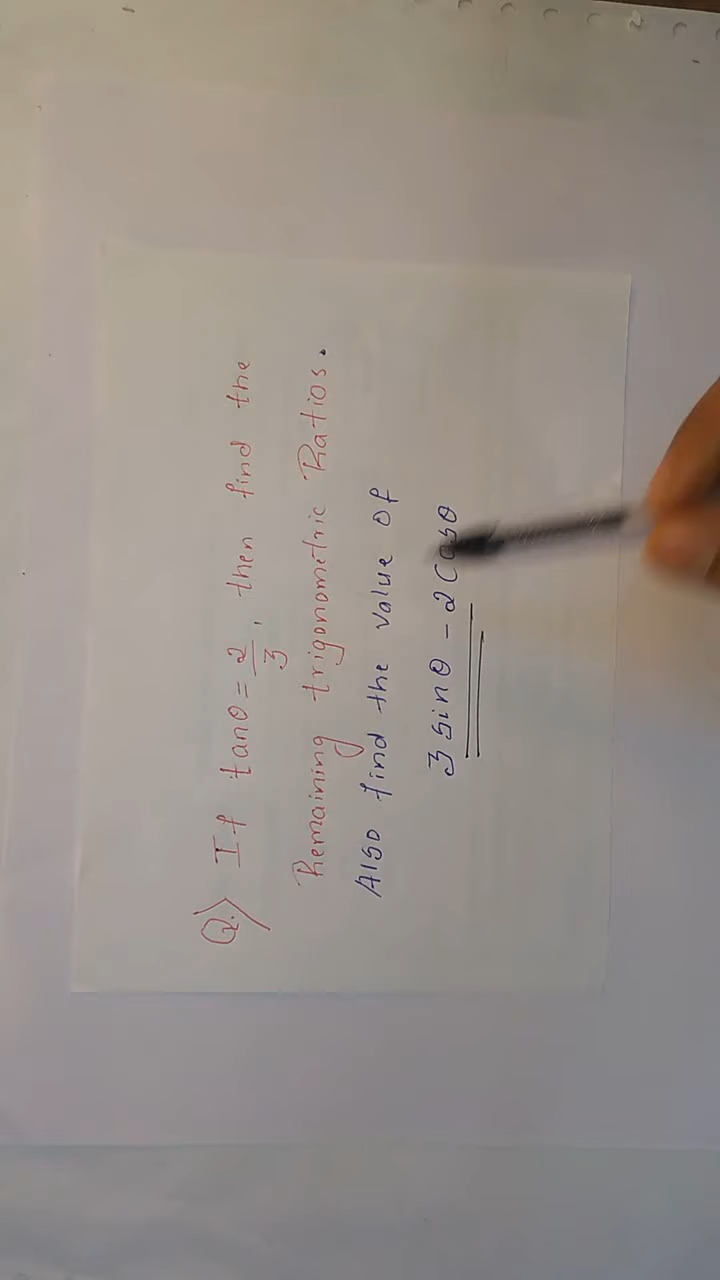 Q.) If tanθ = 2/3, then find the
Remaining trigonometric Ratios.
Also find the value of
3 sinθ - 2 Cosθ